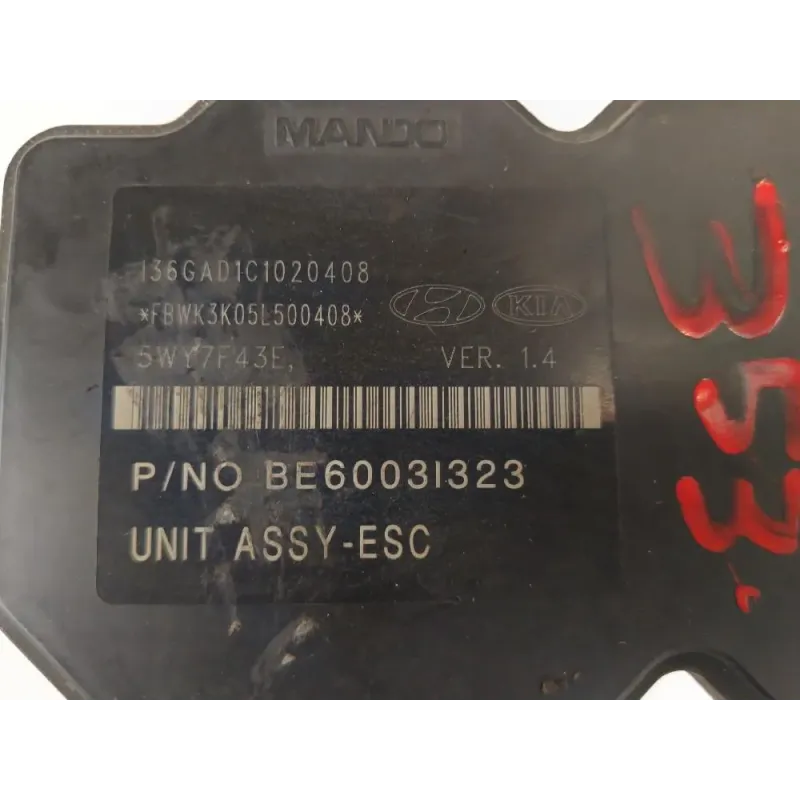 MANDO
136GAD1C1020408
*FBWK3K05L500408*
KIA
5WY7F43E, VER. 1.4
P/NO BE6003I323
UNIT ASSY-ESC